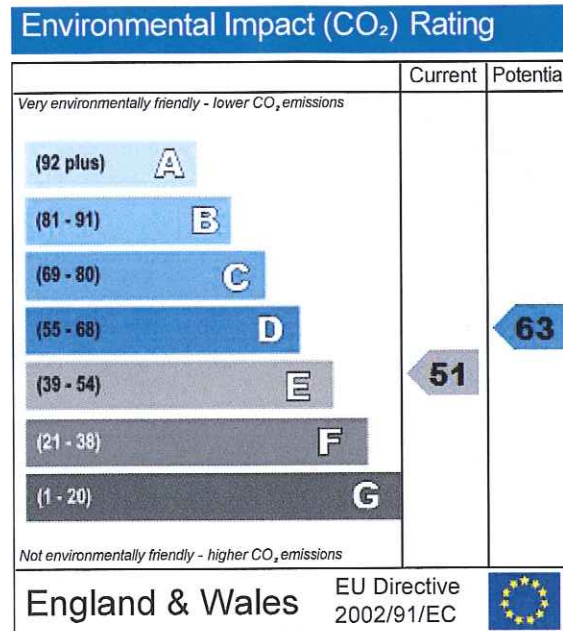 Environmental Impact (CO₂) Rating
Current Potentia
Very environmentally friendly - lower CO₂ emissions
(92 plus) A
(81 - 91) B
(69 - 80) C
(55 - 68) D
63
(39 - 54) E
51
(21 - 38) F
(1 - 20) G
Not environmentally friendly - higher CO₂ emissions
England & Wales
EU Directive
2002/91/EC